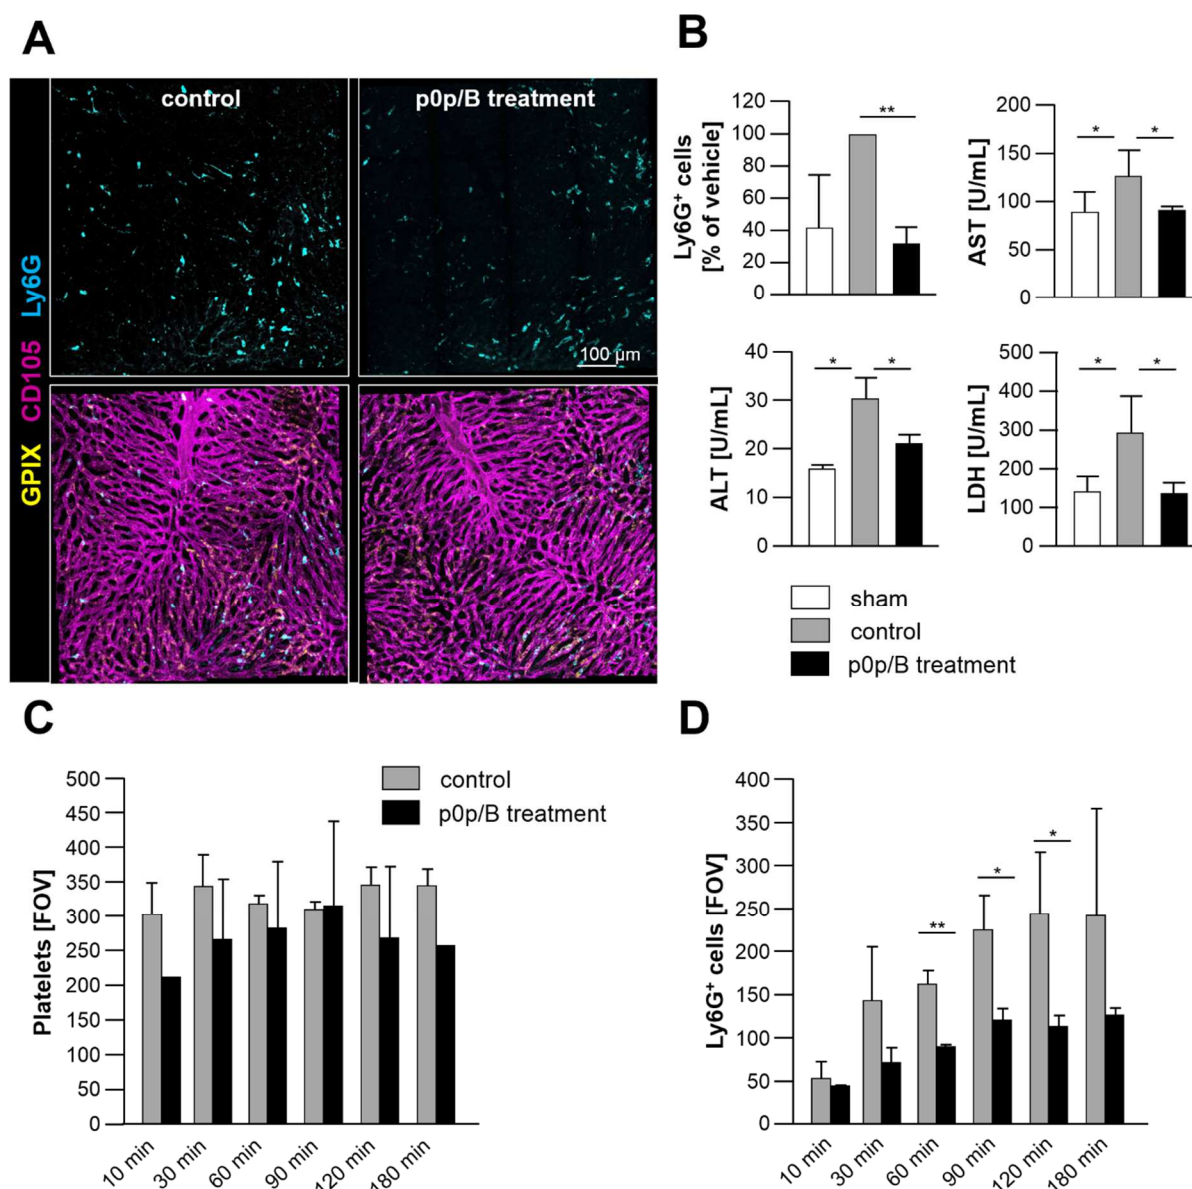 A
control
p0p/B treatment
GPIX CD105 Ly6G
100 µm
B
Ly6G⁺ cells
[% of vehicle]
120
100
80
60
40
20
0
**
AST [U/mL]
200
150
100
50
0
*
*
ALT [U/mL]
40
30
20
10
0
*
*
LDH [U/mL]
500
400
300
200
100
0
*
*
sham
control
p0p/B treatment
C
Platelets [FOV]
500
450
400
350
300
250
200
150
100
50
0
control
p0p/B treatment
10 min
30 min
60 min
90 min
120 min
180 min
D
Ly6G⁺ cells [FOV]
400
350
300
250
200
150
100
50
0
**
*
*
10 min
30 min
60 min
90 min
120 min
180 min